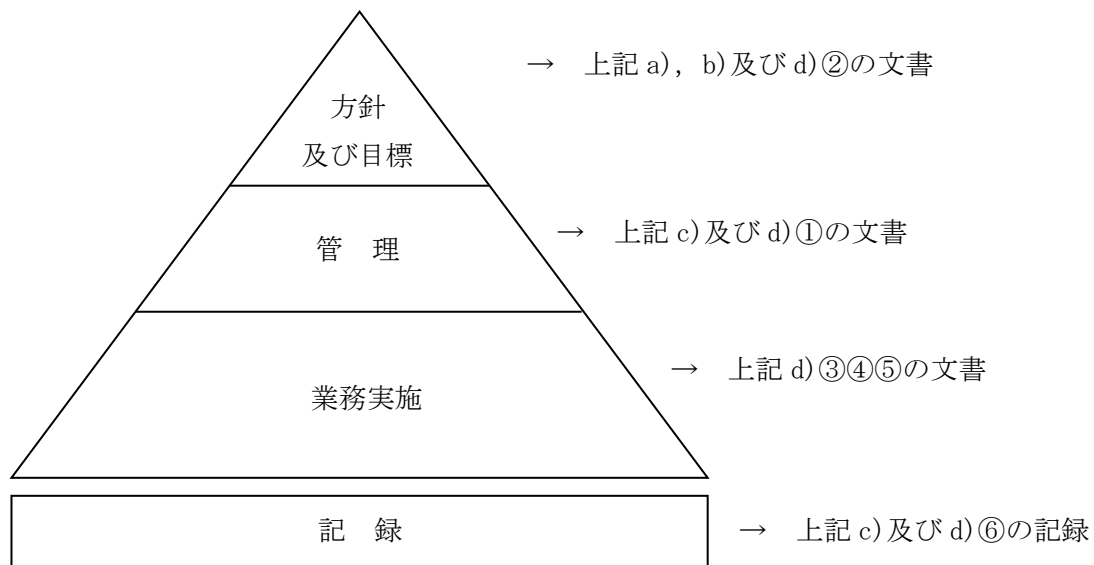 方針
及び目標
→ 上記 a), b)及び d)②の文書
管 理
→ 上記 c)及び d)①の文書
業務実施
→ 上記 d)③④⑤の文書
記 録
→ 上記 c)及び d)⑥の記録